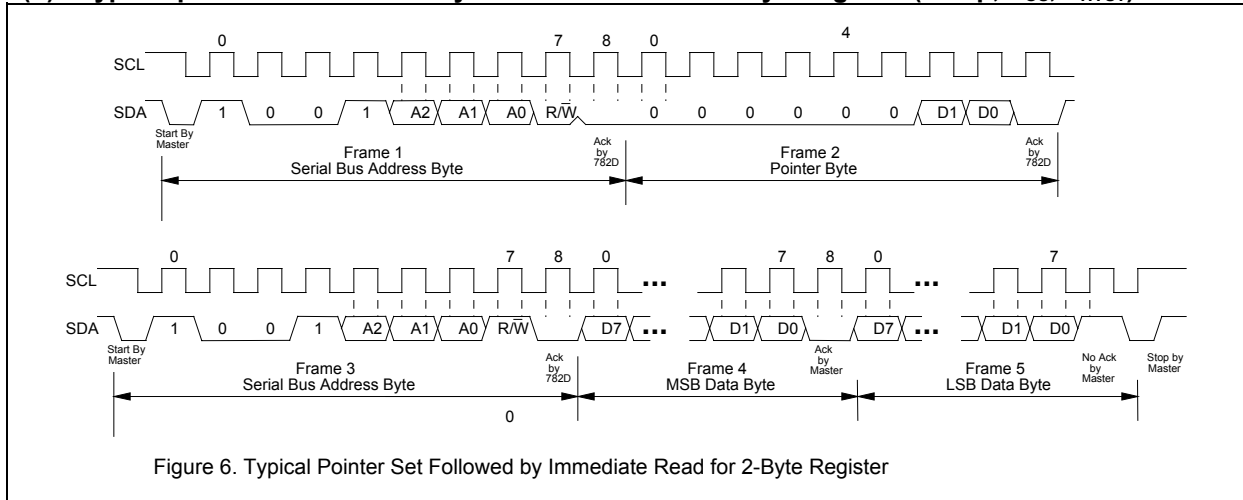 0 7 8 0 4
SCL
SDA 1 0 0 1 A2 A1 A0 R/W 0 0 0 0 0 0 D1 D0
Start By
Master
Ack
by
782D
Ack
by
782D
Frame 1
Serial Bus Address Byte
Frame 2
Pointer Byte
0 7 8 0 7 8 0 7
SCL ... ...
SDA 1 0 0 1 A2 A1 A0 R/W D7 ... D1 D0 D7 ... D1 D0
Start By
Master
Ack
by
782D
Ack
by
Master
No Ack
by
Master
Stop by
Master
Frame 3
Serial Bus Address Byte
Frame 4
MSB Data Byte
Frame 5
LSB Data Byte
0
Figure 6. Typical Pointer Set Followed by Immediate Read for 2-Byte Register